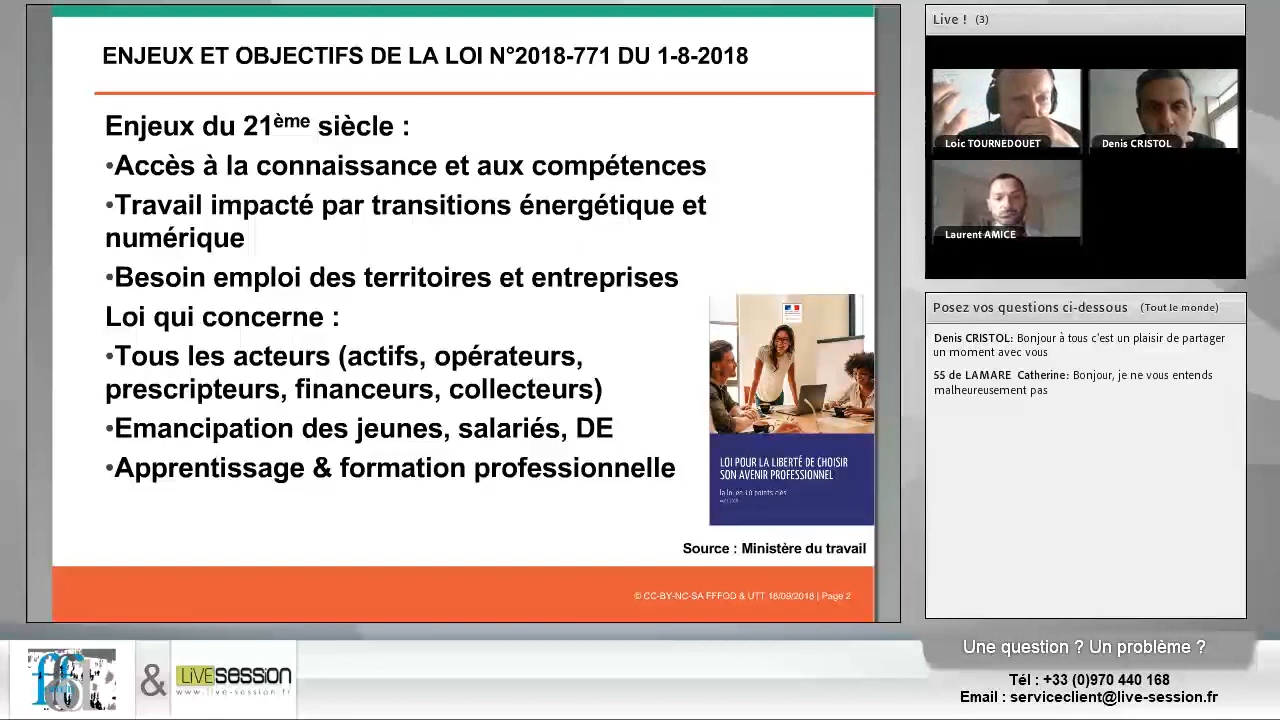 ENJEUX ET OBJECTIFS DE LA LOI N°2018-771 DU 1-8-2018
Enjeux du 21ème siècle :
•Accès à la connaissance et aux compétences
•Travail impacté par transitions énergétique et
numérique
•Besoin emploi des territoires et entreprises
Loi qui concerne :
•Tous les acteurs (actifs, opérateurs,
prescripteurs, financeurs, collecteurs)
•Emancipation des jeunes, salariés, DE
•Apprentissage & formation professionnelle
LOI POUR LA LIBERTÉ DE CHOISIR
SON AVENIR PROFESSIONNEL
la loi en 10 points clés
Source : Ministère du travail
© CC-BY-NC-SA FFFOD & UTT 18/09/2018 | Page 2
Live ! (3)
Loic TOURNEDOUET
Denis CRISTOL
Laurent AMICE
Posez vos questions ci-dessous (Tout le monde)
Denis CRISTOL: Bonjour à tous c'est un plaisir de partager
un moment avec vous
55 de LAMARE Catherine: Bonjour, je ne vous entends
malheureusement pas
&
LIVESESSION
www.live-session.fr
Une question ? Un problème ?
Tél : +33 (0)970 440 168
Email : serviceclient@live-session.fr